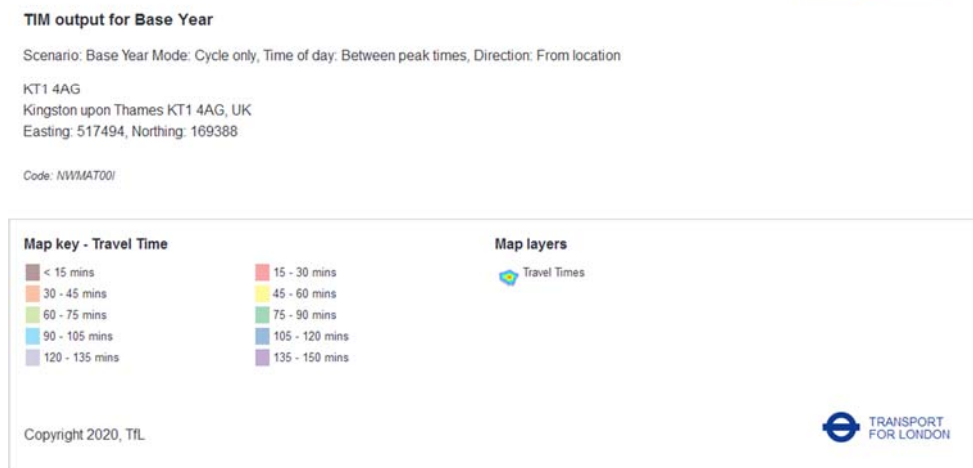 TIM output for Base Year
Scenario: Base Year Mode: Cycle only, Time of day: Between peak times, Direction: From location
KT1 4AG
Kingston upon Thames KT1 4AG, UK
Easting: 517494, Northing: 169388
Code: NWMAT00I
Map key - Travel Time
Map layers
< 15 mins
15 - 30 mins
Travel Times
30 - 45 mins
45 - 60 mins
60 - 75 mins
75 - 90 mins
90 - 105 mins
105 - 120 mins
120 - 135 mins
135 - 150 mins
Copyright 2020, TfL
TRANSPORT
FOR LONDON